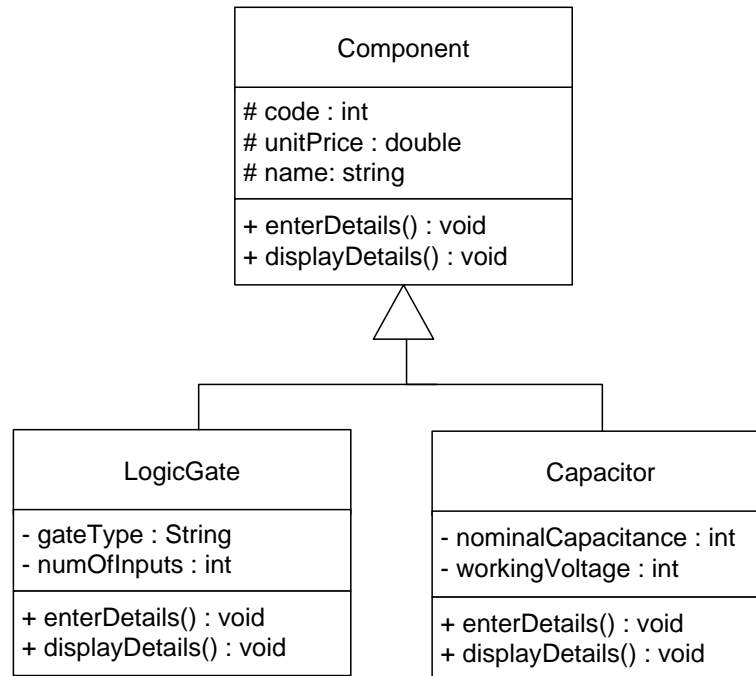 Component
# code : int
# unitPrice : double
# name: string
+ enterDetails() : void
+ displayDetails() : void
LogicGate
- gateType : String
- numOfInputs : int
+ enterDetails() : void
+ displayDetails() : void
Capacitor
- nominalCapacitance : int
- workingVoltage : int
+ enterDetails() : void
+ displayDetails() : void